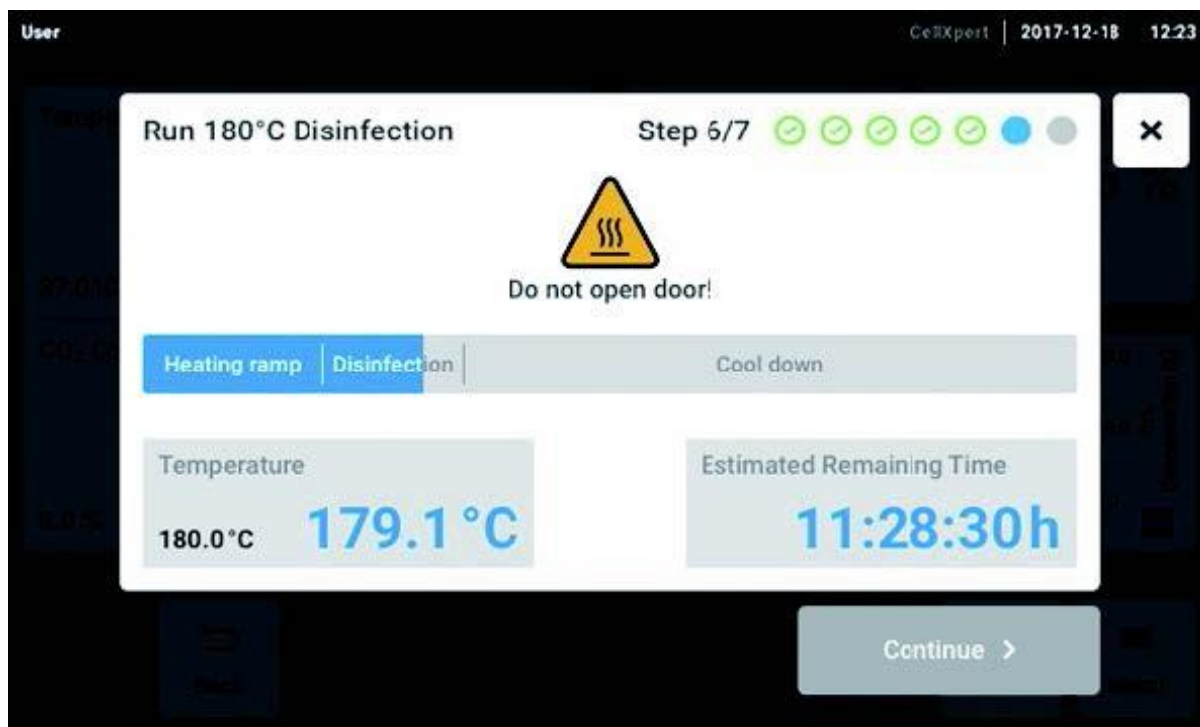 User
CellXpert | 2017-12-18 12:23
Run 180°C Disinfection
Step 6/7
Do not open door!
Heating ramp | Disinfection | Cool down
Temperature
180.0°C 179.1°C
Estimated Remaining Time
11:28:30h
Continue >